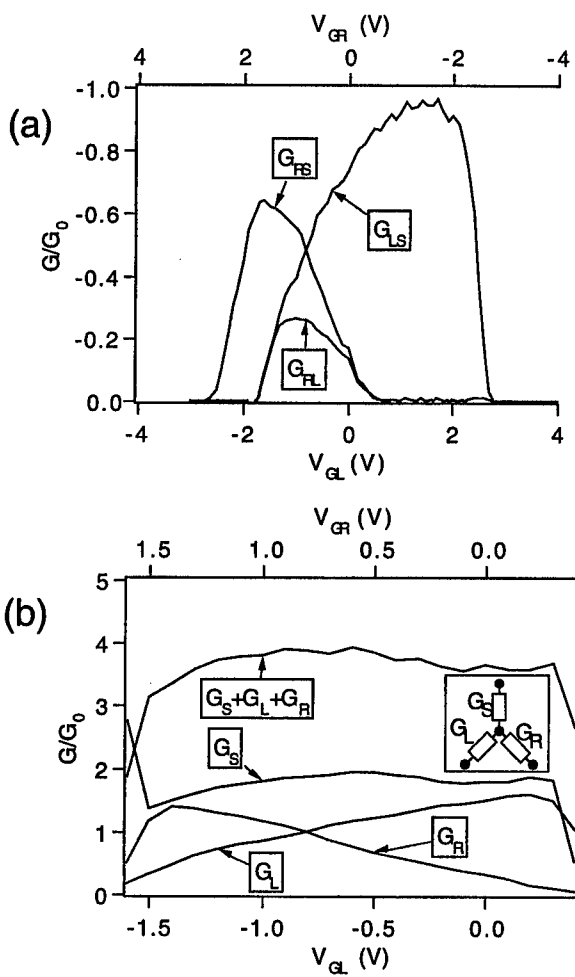 V_GR (V)
4 2 0 -2 -4
(a)
-1.0
-0.8
-0.6
-0.4
-0.2
0.0
G/G_0
G_RS
G_LS
G_RL
-4 -2 0 2 4
V_GL (V)
V_GR (V)
1.5 1.0 0.5 0.0
(b)
5
4
3
2
1
0
G/G_0
G_S+G_L+G_R
G_S
G_S
G_L
G_R
G_R
G_L
-1.5 -1.0 -0.5 0.0
V_GL (V)